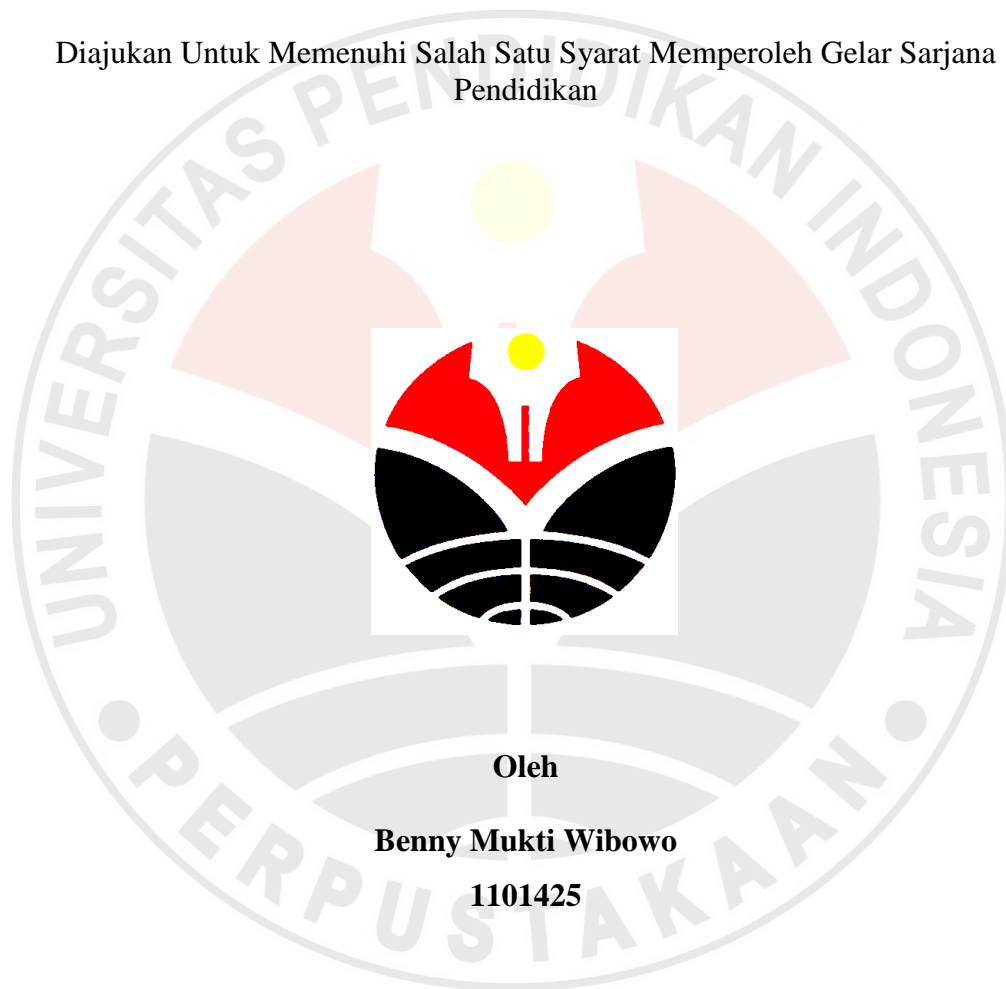 Diajukan Untuk Memenuhi Salah Satu Syarat Memperoleh Gelar Sarjana
Pendidikan
UNIVERSITAS PENDIDIKAN INDONESIA
Oleh
Benny Mukti Wibowo
1101425
PERPUSTAKAAN